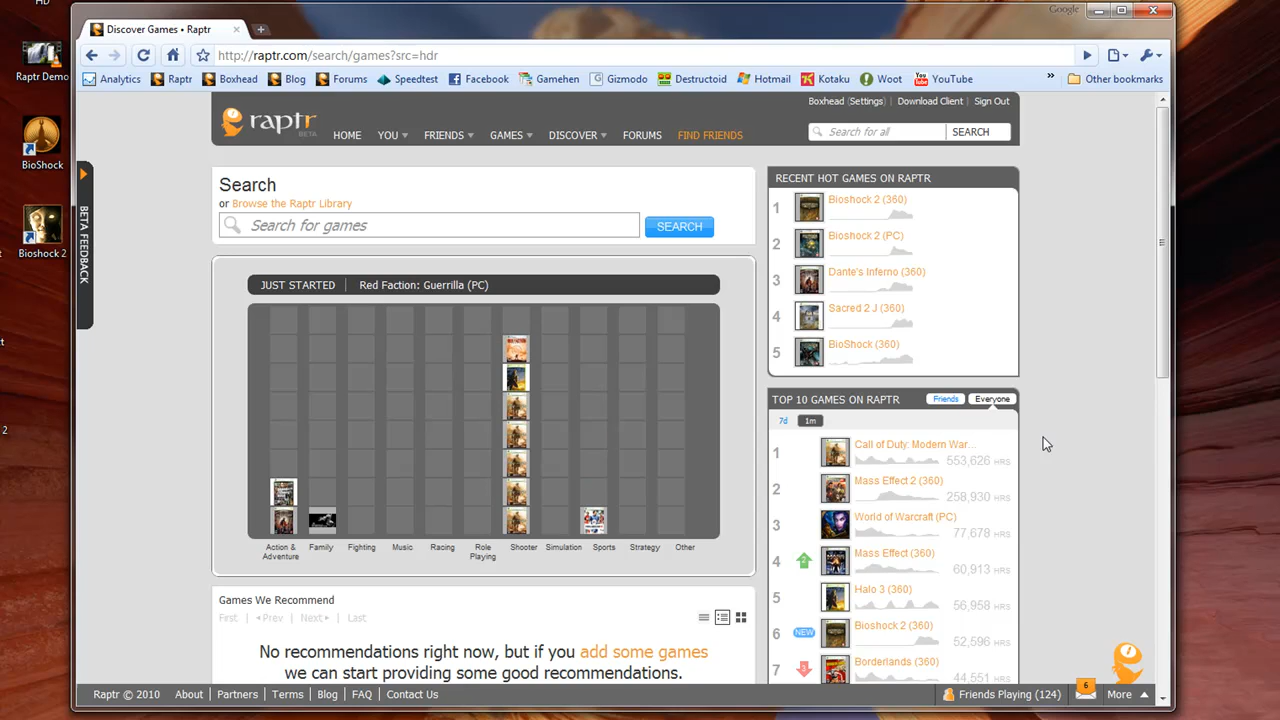 HD
Raptr Demo
BioShock
Bioshock 2
t
ct
2
Google
Discover Games • Raptr
http://raptr.com/search/games?src=hdr
Analytics Raptr Boxhead Blog Forums Speedtest Facebook Gamehen Gizmodo Destructoid Hotmail Kotaku Woot YouTube » Other bookmarks
Boxhead (Settings) | Download Client | Sign Out
raptr BETA
HOME YOU FRIENDS GAMES DISCOVER FORUMS FIND FRIENDS
Search for all SEARCH
BETA FEEDBACK
Search
or Browse the Raptr Library
Search for games SEARCH
JUST STARTED Red Faction: Guerrilla (PC)
Action & Adventure Family Fighting Music Racing Role Playing Shooter Simulation Sports Strategy Other
Games We Recommend
First Prev Next Last
No recommendations right now, but if you add some games
we can start providing some good recommendations.
RECENT HOT GAMES ON RAPTR
1 Bioshock 2 (360)
2 Bioshock 2 (PC)
3 Dante's Inferno (360)
4 Sacred 2 J (360)
5 BioShock (360)
TOP 10 GAMES ON RAPTR Friends Everyone
7d 1m
1 Call of Duty: Modern War... 553,626 HRS
2 Mass Effect 2 (360) 258,930 HRS
3 World of Warcraft (PC) 77,678 HRS
4 Mass Effect (360) 60,913 HRS
5 Halo 3 (360) 56,958 HRS
6 NEW Bioshock 2 (360) 52,596 HRS
7 Borderlands (360) 44,551 HRS
Raptr © 2010 About Partners Terms Blog FAQ Contact Us
Friends Playing (124) 6 More